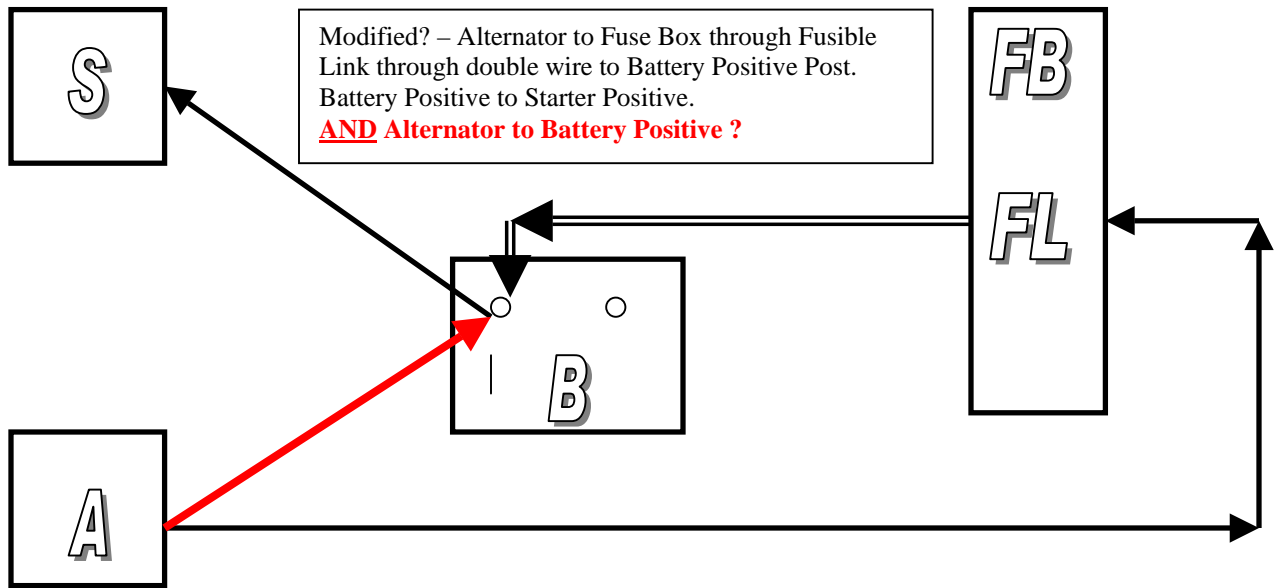 S
Modified? – Alternator to Fuse Box through Fusible
Link through double wire to Battery Positive Post.
Battery Positive to Starter Positive.
AND Alternator to Battery Positive ?
FB
FL
B
A